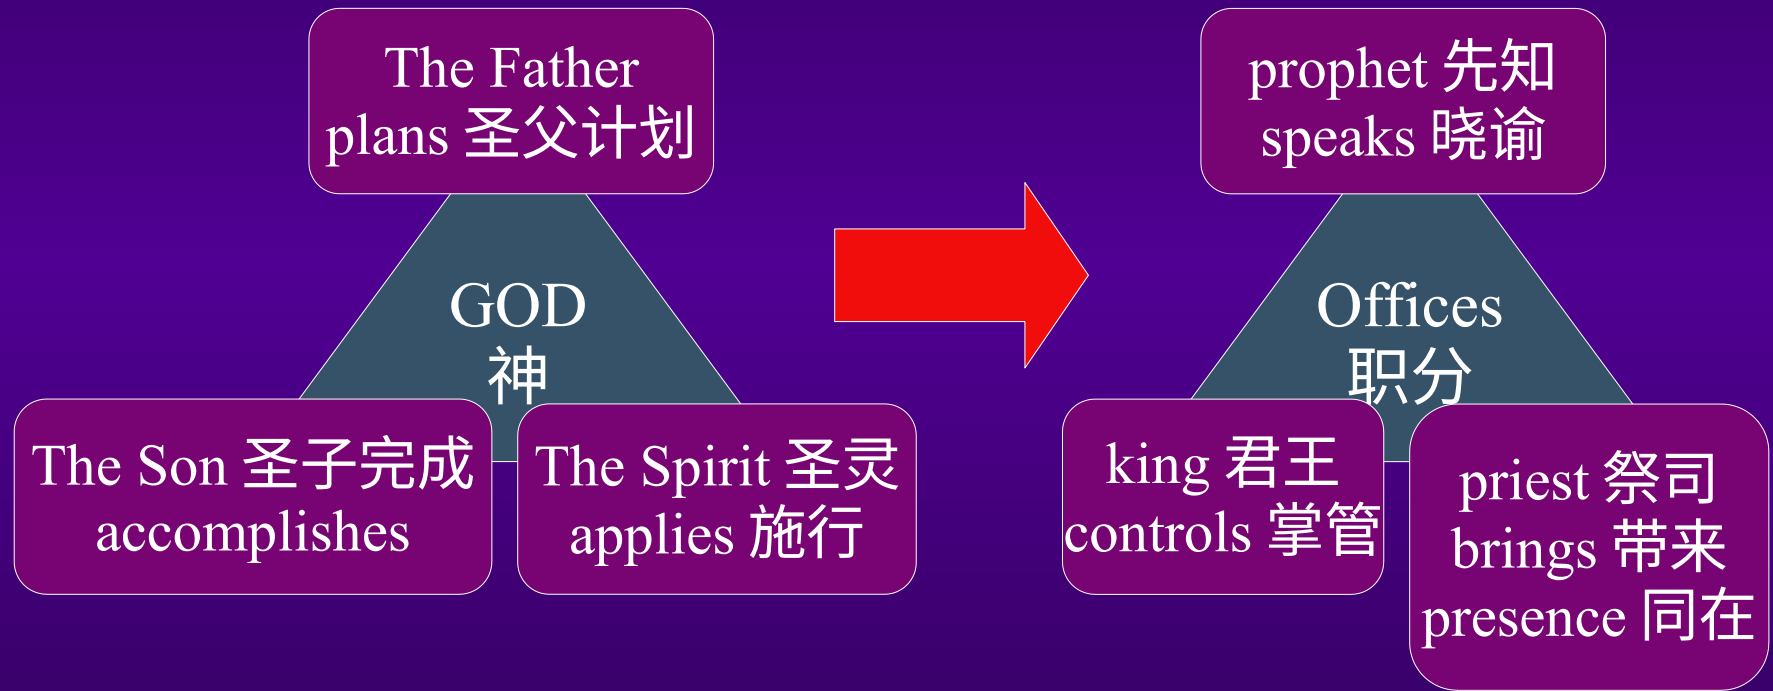 The Father
plans 圣父计划
GOD
神
The Son 圣子完成
accomplishes
The Spirit 圣灵
applies 施行
prophet 先知
speaks 晓谕
Offices
职分
king 君王
controls 掌管
priest 祭司
brings 带来
presence 同在